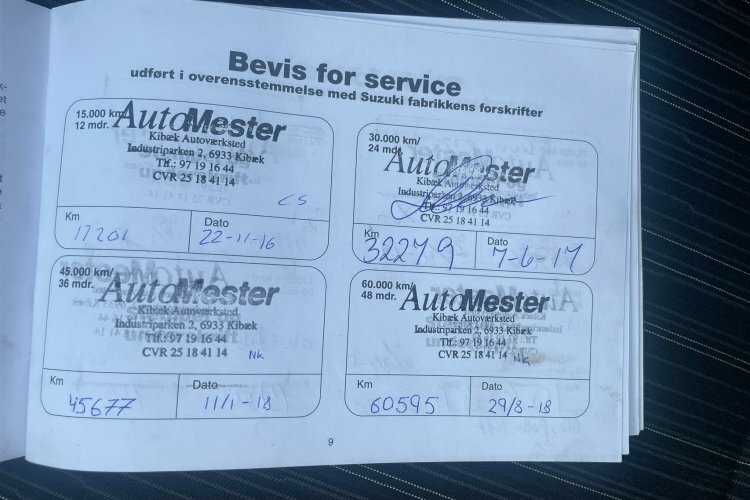 Bevis for service
udført i overensstemmelse med Suzuki fabrikkens forskrifter
15.000 km/
12 mdr.
AutoMester
Kibæk Autoværksted
Industriparken 2, 6933 Kibæk
Tlf.: 97 19 16 44
CVR 25 18 41 14
CS
Km
17201
Dato
22-11-16
30.000 km/
24 mdr.
AutoMester
Kibæk Autoværksted
Industriparken Kibæk
Tlf.: 97 19 16 44
CVR 25 18 41 14
Km
32279
Dato
7-6-17
45.000 km/
36 mdr.
AutoMester
Kibæk Autoværksted
Industriparken 2, 6933 Kibæk
Tlf.: 97 19 16 44
CVR 25 18 41 14
Nk
Km
45677
Dato
11/1-18
60.000 km/
48 mdr.
AutoMester
Kibæk Autoværksted
Industriparken 2, 6933 Kibæk
Tlf.: 97 19 16 44
CVR 25 18 41 14
Nk
Km
60595
Dato
29/8-18
9